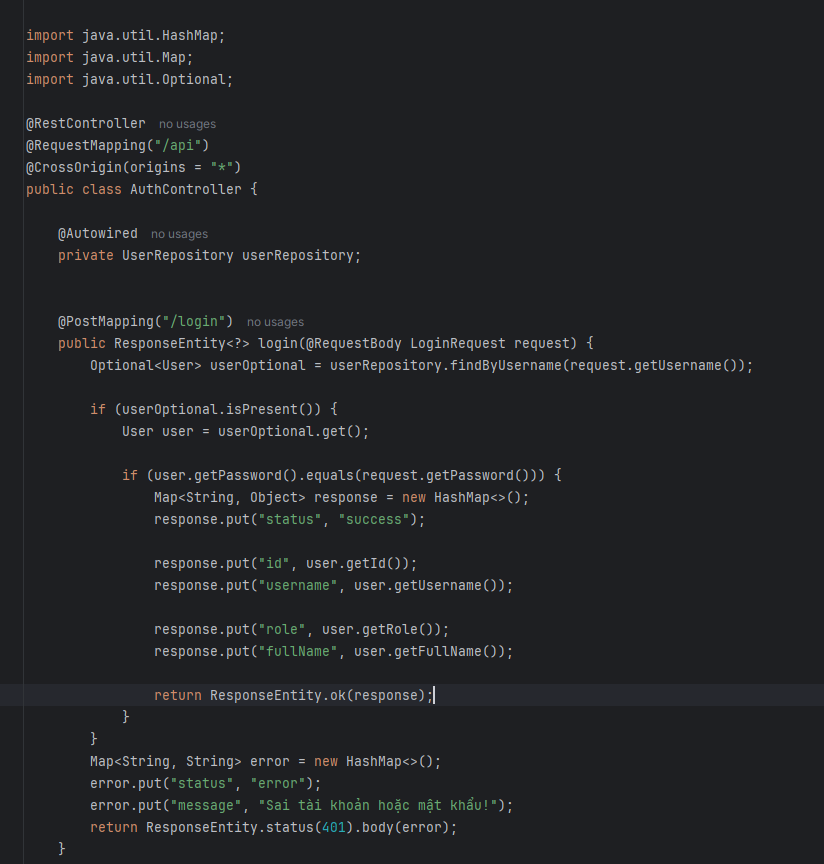 import java.util.HashMap;
import java.util.Map;
import java.util.Optional;
@RestController no usages
@RequestMapping("/api")
@CrossOrigin(origins = "*")
public class AuthController {
@Autowired no usages
private UserRepository userRepository;
@PostMapping("/login") no usages
public ResponseEntity<?> login(@RequestBody LoginRequest request) {
Optional<User> userOptional = userRepository.findByUsername(request.getUsername());
if (userOptional.isPresent()) {
User user = userOptional.get();
if (user.getPassword().equals(request.getPassword())) {
Map<String, Object> response = new HashMap<>();
response.put("status", "success");
response.put("id", user.getId());
response.put("username", user.getUsername());
response.put("role", user.getRole());
response.put("fullName", user.getFullName());
return ResponseEntity.ok(response);
}
}
Map<String, String> error = new HashMap<>();
error.put("status", "error");
error.put("message", "Sai tài khoản hoặc mật khẩu!");
return ResponseEntity.status(401).body(error);
}